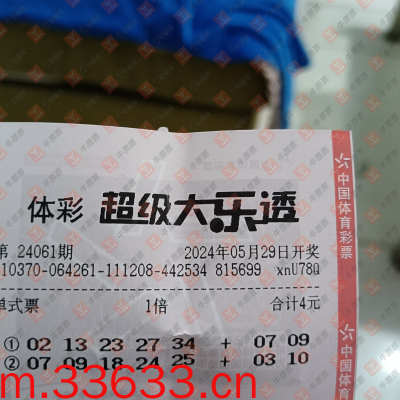 体彩 超级大乐透
第 24061期 2024年05月29日开奖
10370-064261-111208-442534 815699 xnU78Q
单式票 1倍 合计4元
① 02 13 23 27 34 + 07 09
② 07 09 18 24 25 + 03 10
中国体育彩票
中国体育彩票
m.33633.cn